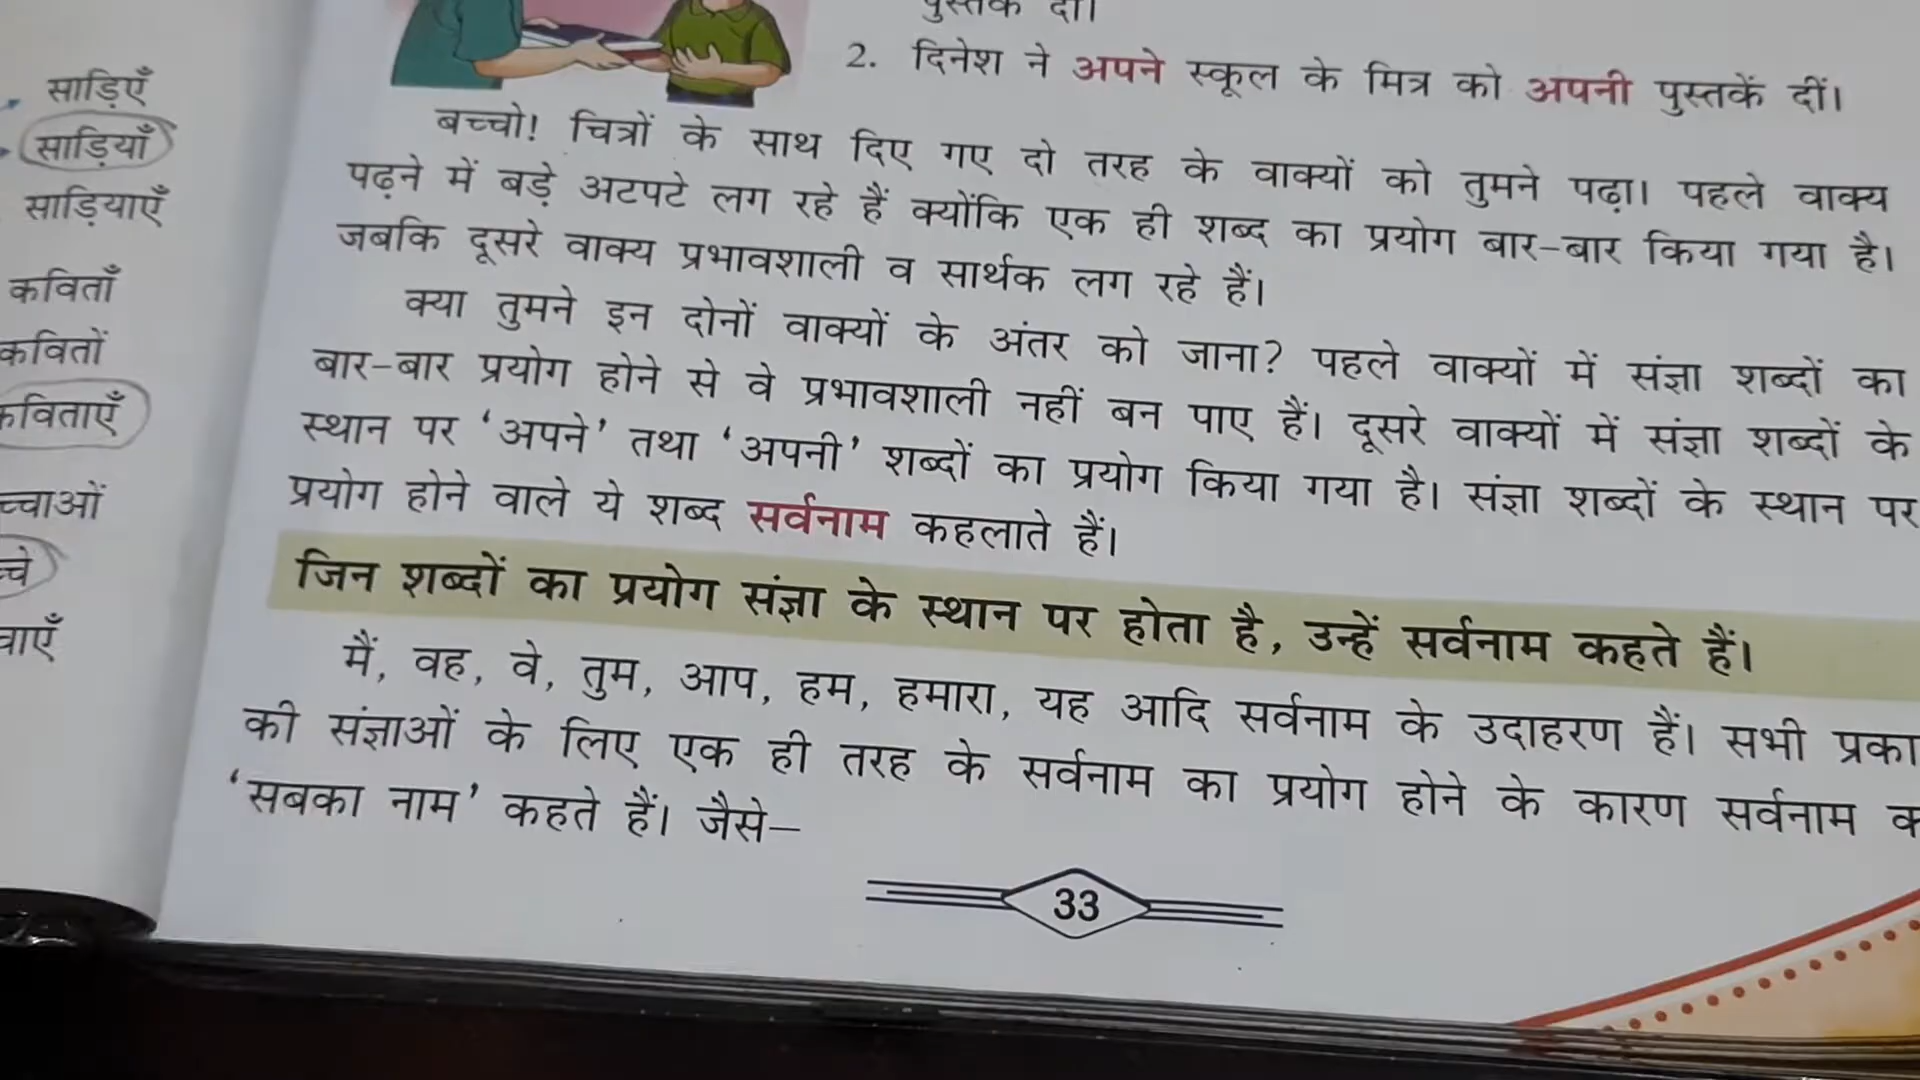 साड़िएँ
साड़ियाँ
साड़ियाएँ
कविताँ
कवितों
कविताएँ
पुस्तकें दीं।
2. दिनेश ने अपने स्कूल के मित्र को अपनी पुस्तकें दीं।
बच्चो! चित्रों के साथ दिए गए दो तरह के वाक्यों को तुमने पढ़ा। पहले वाक्य
पढ़ने में बड़े अटपटे लग रहे हैं क्योंकि एक ही शब्द का प्रयोग बार-बार किया गया है।
जबकि दूसरे वाक्य प्रभावशाली व सार्थक लग रहे हैं।
क्या तुमने इन दोनों वाक्यों के अंतर को जाना? पहले वाक्यों में संज्ञा शब्दों का
बार-बार प्रयोग होने से वे प्रभावशाली नहीं बन पाए हैं। दूसरे वाक्यों में संज्ञा शब्दों के
स्थान पर ‘अपने’ तथा ‘अपनी’ शब्दों का प्रयोग किया गया है। संज्ञा शब्दों के स्थान पर
प्रयोग होने वाले ये शब्द सर्वनाम कहलाते हैं।
जिन शब्दों का प्रयोग संज्ञा के स्थान पर होता है, उन्हें सर्वनाम कहते हैं।
मैं, वह, वे, तुम, आप, हम, हमारा, यह आदि सर्वनाम के उदाहरण हैं। सभी प्रका
की संज्ञाओं के लिए एक ही तरह के सर्वनाम का प्रयोग होने के कारण सर्वनाम
‘सबका नाम’ कहते हैं। जैसे–
33